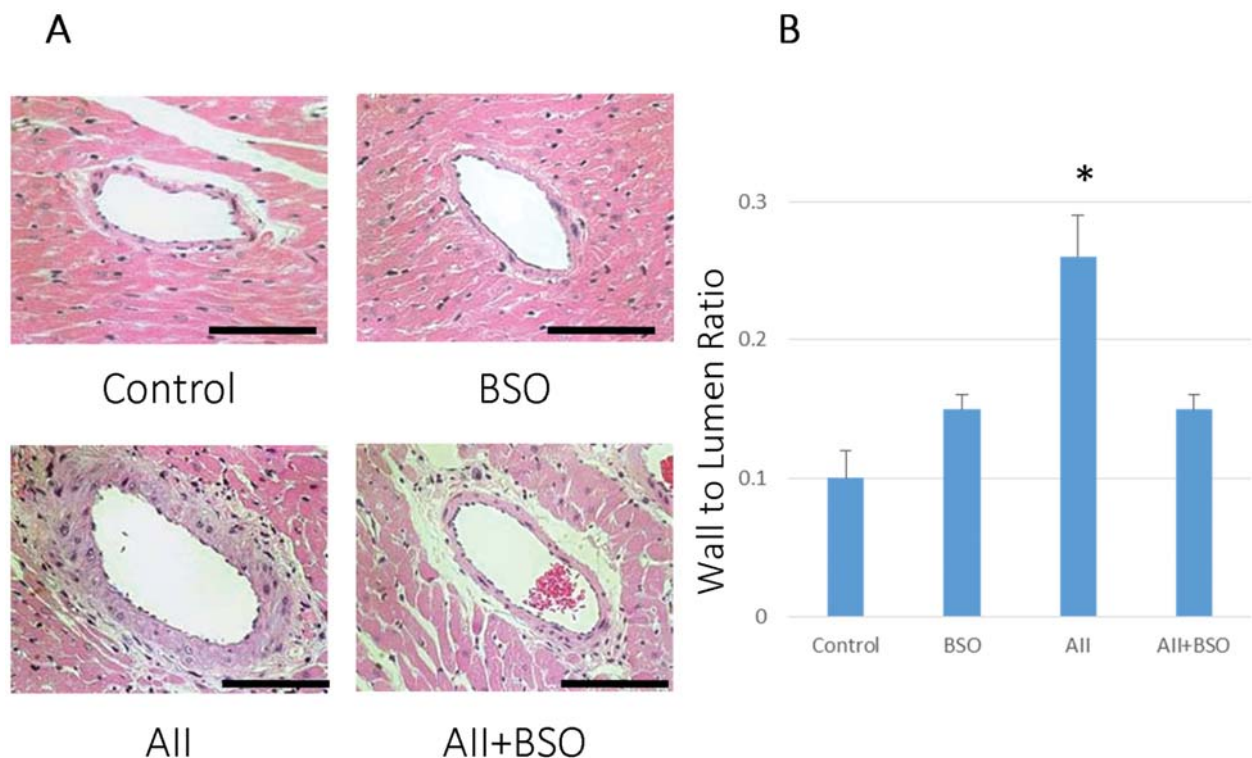 A
B
Control
BSO
AII
AII+BSO
Wall to Lumen Ratio
*
0.3
0.2
0.1
0
Control
BSO
AII
AII+BSO